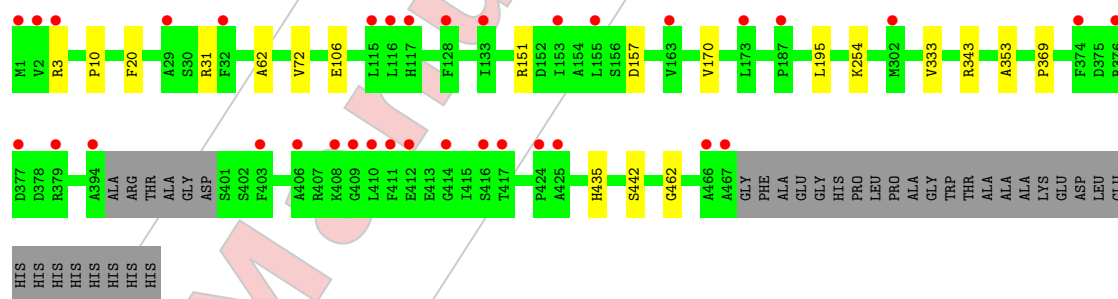 M1 V2 R3 P10 F20 A29 S30 R31 F32 A62 V72 E106 L115 L116 H117 F128 I133 R151 D152 I153 A154 L155 S156 D157 V163 V170 L173 P187 L195 K254 M302 V333 R343 A353 P369 F374 D375
D377 D378 R379 A394 ALA ARG THR ALA GLY ASP S401 S402 F403 A406 R407 K408 G409 L410 F411 E412 E413 G414 I415 S416 T417 P424 A425 H435 S442 G462 A466 A467 GLY PHE ALA GLU GLY HIS PRO LEU PRO ALA GLY TRP THR ALA ALA ALA LYS GLU ASP LEU
HIS HIS HIS HIS HIS HIS HIS HIS